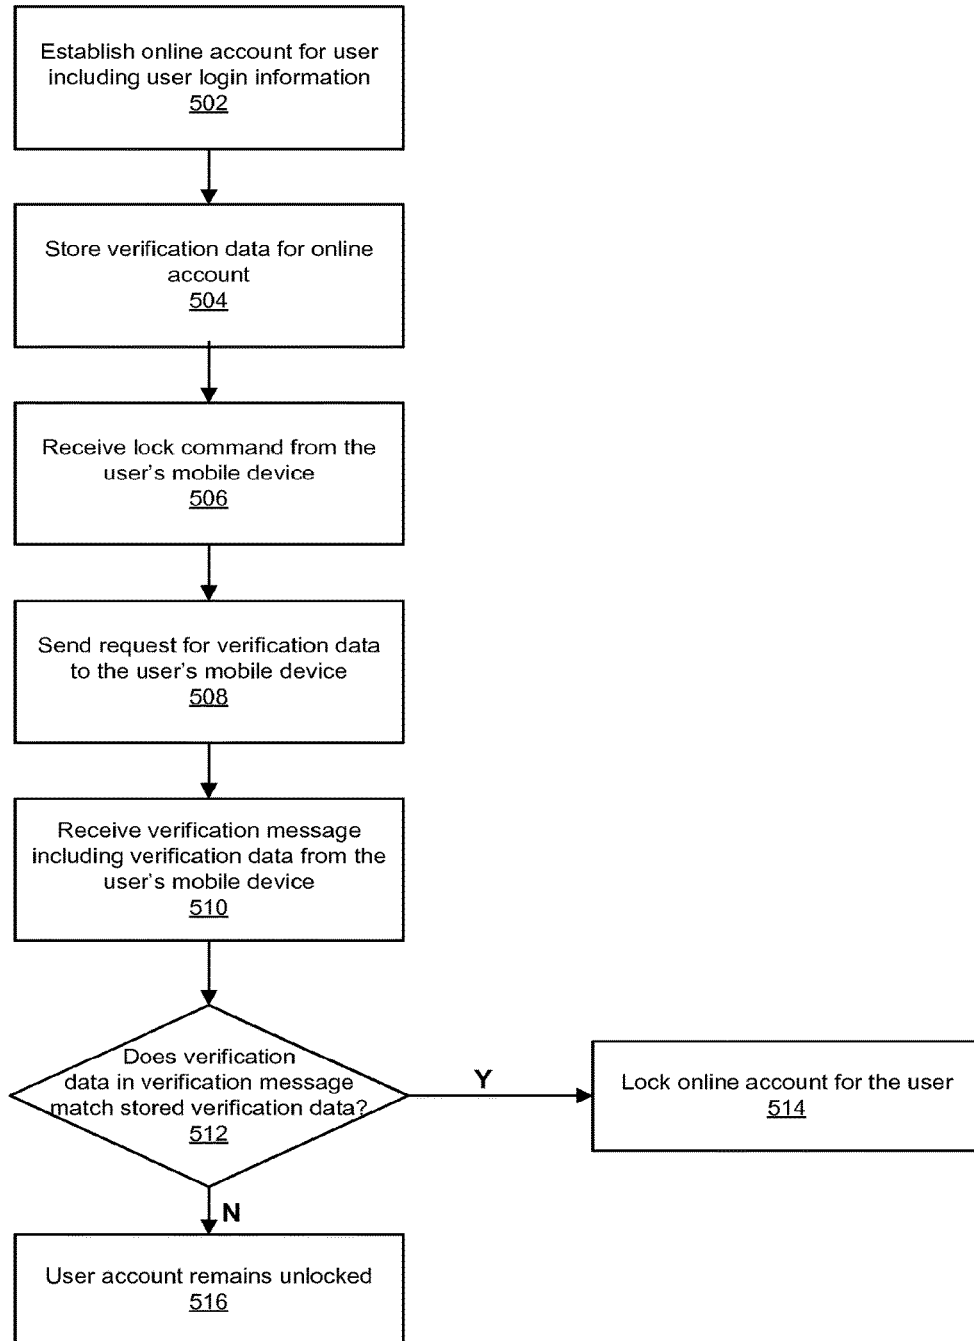 Establish online account for user
including user login information
502
Store verification data for online
account
504
Receive lock command from the
user's mobile device
506
Send request for verification data
to the user's mobile device
508
Receive verification message
including verification data from the
user's mobile device
510
Does verification
data in verification message
match stored verification data?
512
Y
Lock online account for the user
514
N
User account remains unlocked
516